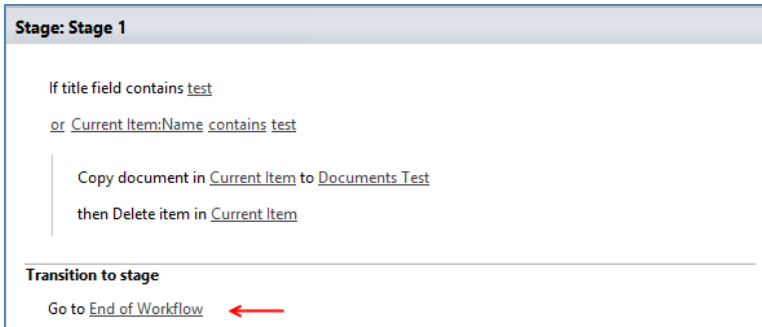 Stage: Stage 1
If title field contains test
or Current Item:Name contains test
Copy document in Current Item to Documents Test
then Delete item in Current Item
Transition to stage
Go to End of Workflow